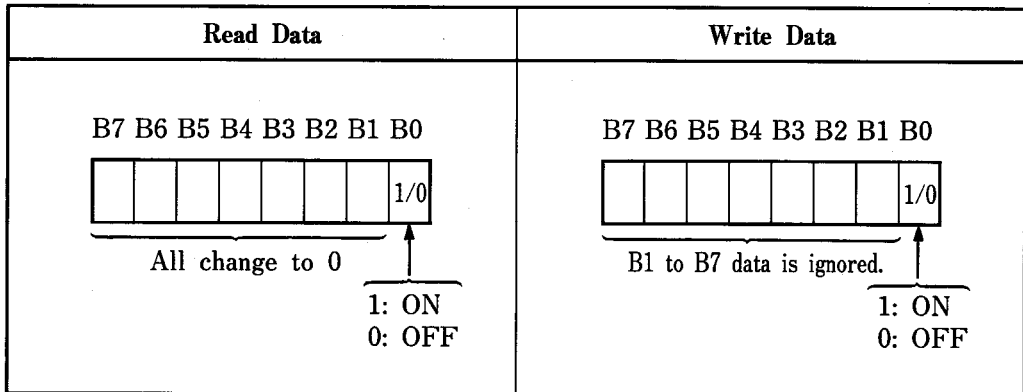 Read Data
Write Data
B7 B6 B5 B4 B3 B2 B1 B0
1/0
All change to 0
1: ON
0: OFF
B7 B6 B5 B4 B3 B2 B1 B0
1/0
B1 to B7 data is ignored.
1: ON
0: OFF